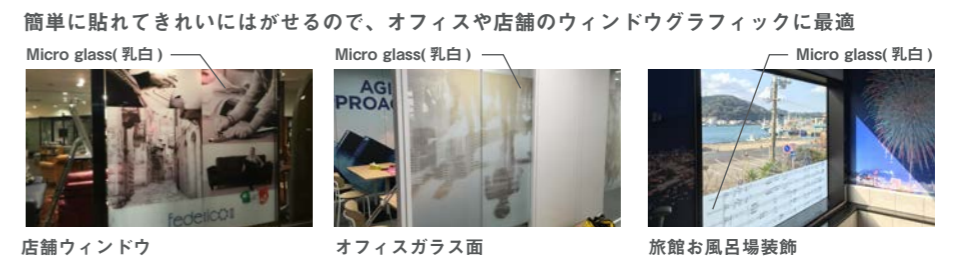 簡単に貼れてきれいにはがせるので、オフィスや店舗のウィンドウグラフィックに最適
Micro glass(乳白)
Micro glass(乳白)
Micro glass(乳白)
AGI
PROAC
federico
店舗ウィンドウ
オフィスガラス面
旅館お風呂場装飾